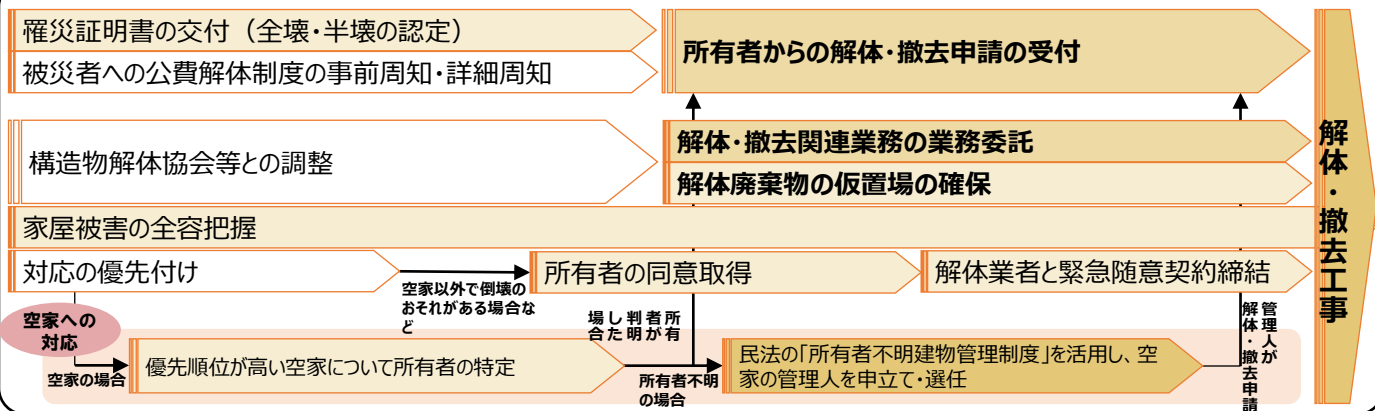 罹災証明書の交付（全壊・半壊の認定）
被災者への公費解体制度の事前周知・詳細周知
所有者からの解体・撤去申請の受付
構造物解体協会等との調整
解体・撤去関連業務の業務委託
解体廃棄物の仮置場の確保
家屋被害の全容把握
対応の優先付け
空家以外で倒壊の
おそれがある場合な
ど
所有者の同意取得
解体業者と緊急随意契約締結
空家への
対応
空家の場合
優先順位が高い空家について所有者の特定
所有
者が
判明
した
場合
所有者不明
の場合
民法の「所有者不明建物管理制度」を活用し、空
家の管理人を申立て・選任
管理人が
解体・撤去申請
解体・撤去工事